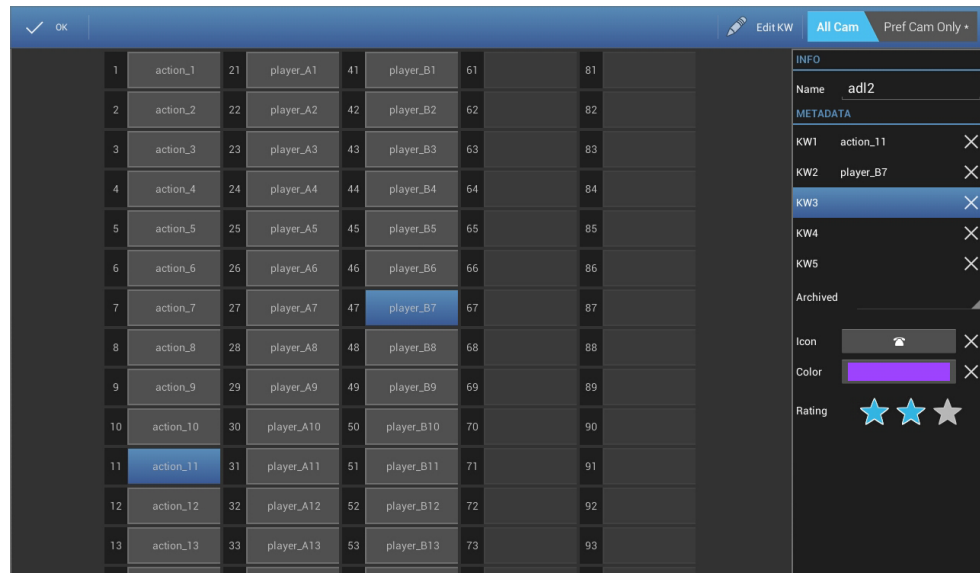 OK Edit KW All Cam Pref Cam Only *
INFO
Name adl2
METADATA
KW1 action_11
KW2 player_B7
KW3
KW4
KW5
Archived
Icon
Color
Rating
1 action_1 21 player_A1 41 player_B1 61 81
2 action_2 22 player_A2 42 player_B2 62 82
3 action_3 23 player_A3 43 player_B3 63 83
4 action_4 24 player_A4 44 player_B4 64 84
5 action_5 25 player_A5 45 player_B5 65 85
6 action_6 26 player_A6 46 player_B6 66 86
7 action_7 27 player_A7 47 player_B7 67 87
8 action_8 28 player_A8 48 player_B8 68 88
9 action_9 29 player_A9 49 player_B9 69 89
10 action_10 30 player_A10 50 player_B10 70 90
11 action_11 31 player_A11 51 player_B11 71 91
12 action_12 32 player_A12 52 player_B12 72 92
13 action_13 33 player_A13 53 player_B13 73 93